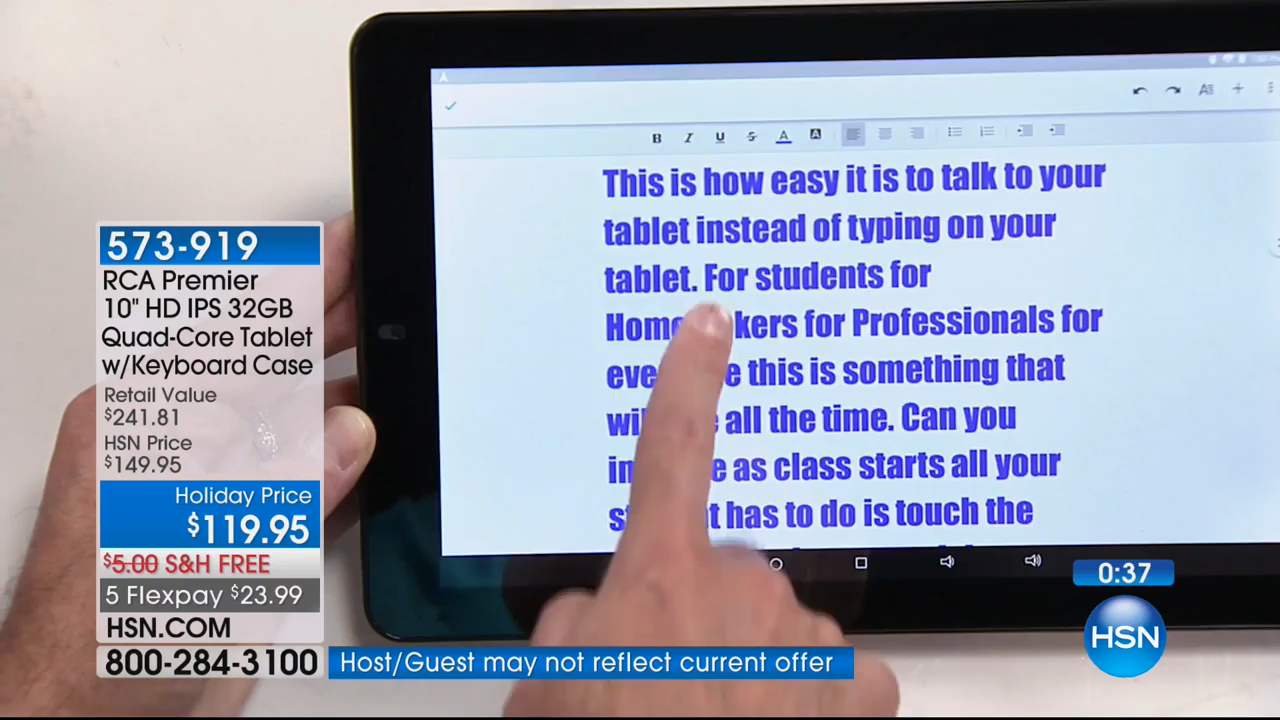 573-919
RCA Premier
10" HD IPS 32GB
Quad-Core Tablet
w/Keyboard Case
Retail Value
$241.81
HSN Price
$149.95
Holiday Price
$119.95
$5.00 S&H FREE
5 Flexpay $23.99
HSN.COM
800-284-3100
Host/Guest may not reflect current offer
B I U S A A
This is how easy it is to talk to your
tablet instead of typing on your
tablet. For students for
for Professionals for
this is something that
all the time. Can you
as class starts all your
has to do is touch the
0:37
HSN